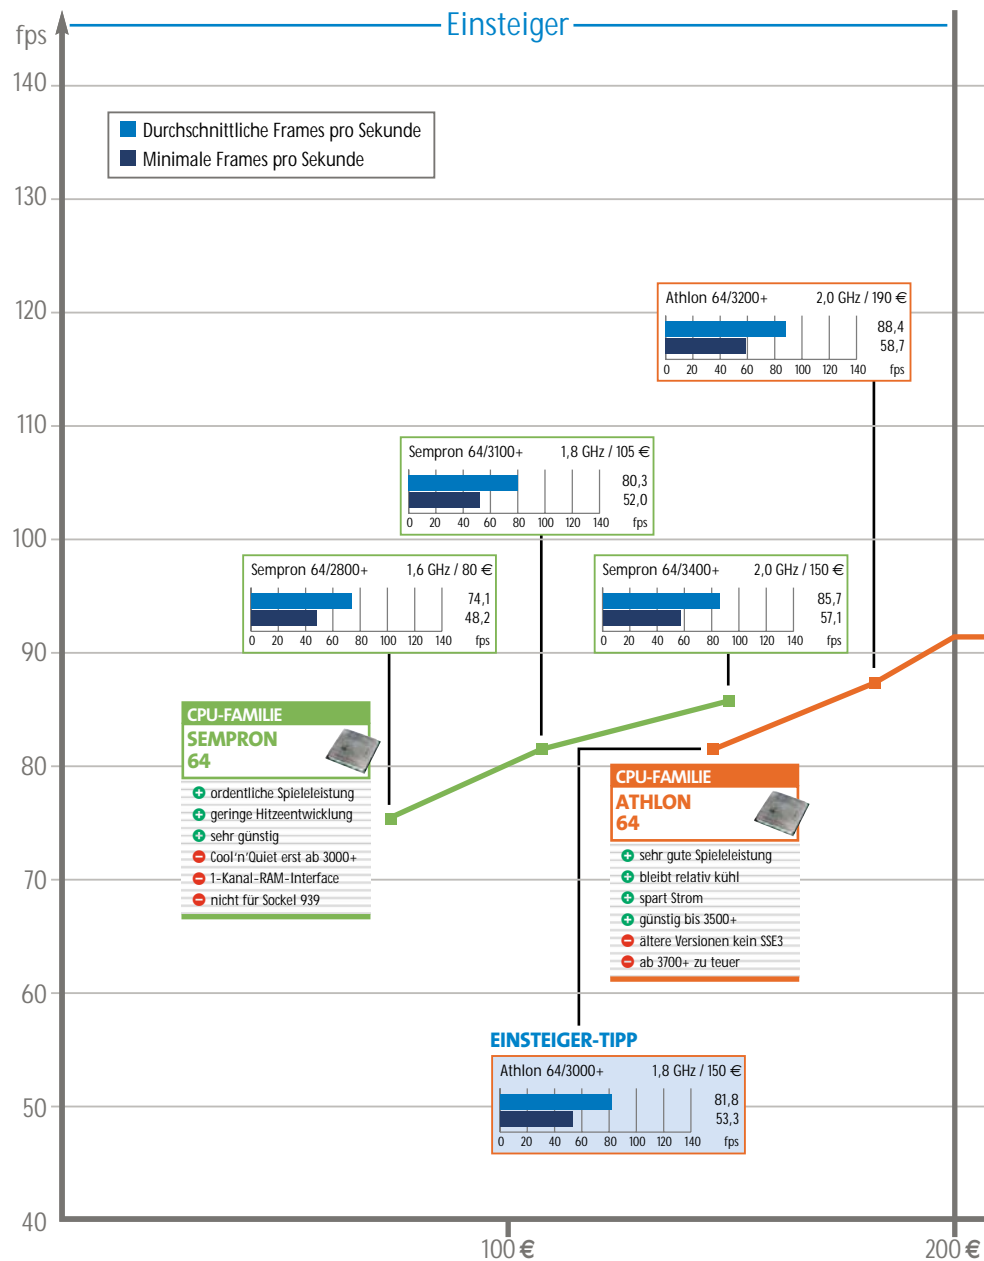 Einsteiger
fps
140
130
120
110
100
90
80
70
60
50
40
Durchschnittliche Frames pro Sekunde
Minimale Frames pro Sekunde
Athlon 64/3200+ 2,0 GHz / 190 €
88,4
58,7
0 20 40 60 80 100 120 140 fps
Sempron 64/3100+ 1,8 GHz / 105 €
80,3
52,0
0 20 40 60 80 100 120 140 fps
Sempron 64/2800+ 1,6 GHz / 80 €
74,1
48,2
0 20 40 60 80 100 120 140 fps
Sempron 64/3400+ 2,0 GHz / 150 €
85,7
57,1
0 20 40 60 80 100 120 140 fps
CPU-FAMILIE
SEMPRON
64
ordentliche Spieleleistung
geringe Hitzeentwicklung
sehr günstig
Cool'n'Quiet erst ab 3000+
1-Kanal-RAM-Interface
nicht für Sockel 939
CPU-FAMILIE
ATHLON
64
sehr gute Spieleleistung
bleibt relativ kühl
spart Strom
günstig bis 3500+
ältere Versionen kein SSE3
ab 3700+ zu teuer
EINSTEIGER-TIPP
Athlon 64/3000+ 1,8 GHz / 150 €
81,8
53,3
0 20 40 60 80 100 120 140 fps
100 €
200 €